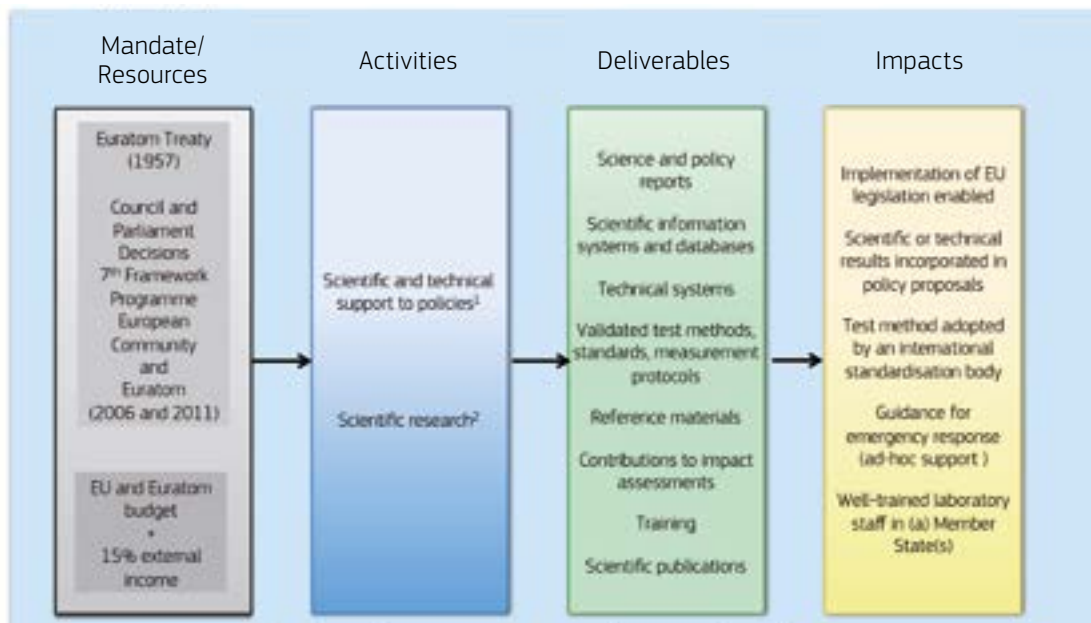 Mandate/
Resources
Activities
Deliverables
Impacts
Euratom Treaty
(1957)
Council and
Parliament
Decisions
7th Framework
Programme
European
Community
and
Euratom
(2006 and 2011)
EU and Euratom
budget
+
15% external
income
Scientific and technical
support to policies1
Scientific research2
Science and policy
reports
Scientific information
systems and databases
Technical systems
Validated test methods,
standards, measurement
protocols
Reference materials
Contributions to impact
assessments
Training
Scientific publications
Implementation of EU
legislation enabled
Scientific or technical
results incorporated in
policy proposals
Test method adopted
by an international
standardisation body
Guidance for
emergency response
(ad-hoc support )
Well-trained laboratory
staff in (a) Member
State(s)